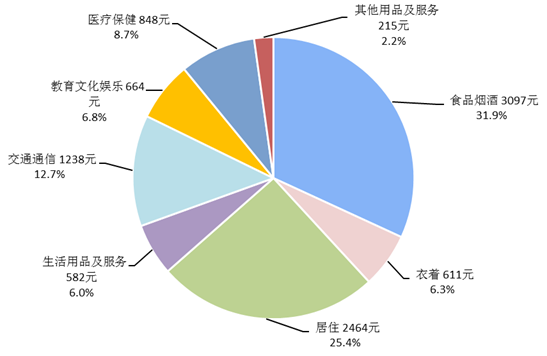 其他用品及服务
215元
2.2%
食品烟酒 3097元
31.9%
衣着 611元
6.3%
居住 2464元
25.4%
生活用品及服务
582元
6.0%
交通通信 1238元
12.7%
教育文化娱乐 664
元
6.8%
医疗保健 848元
8.7%